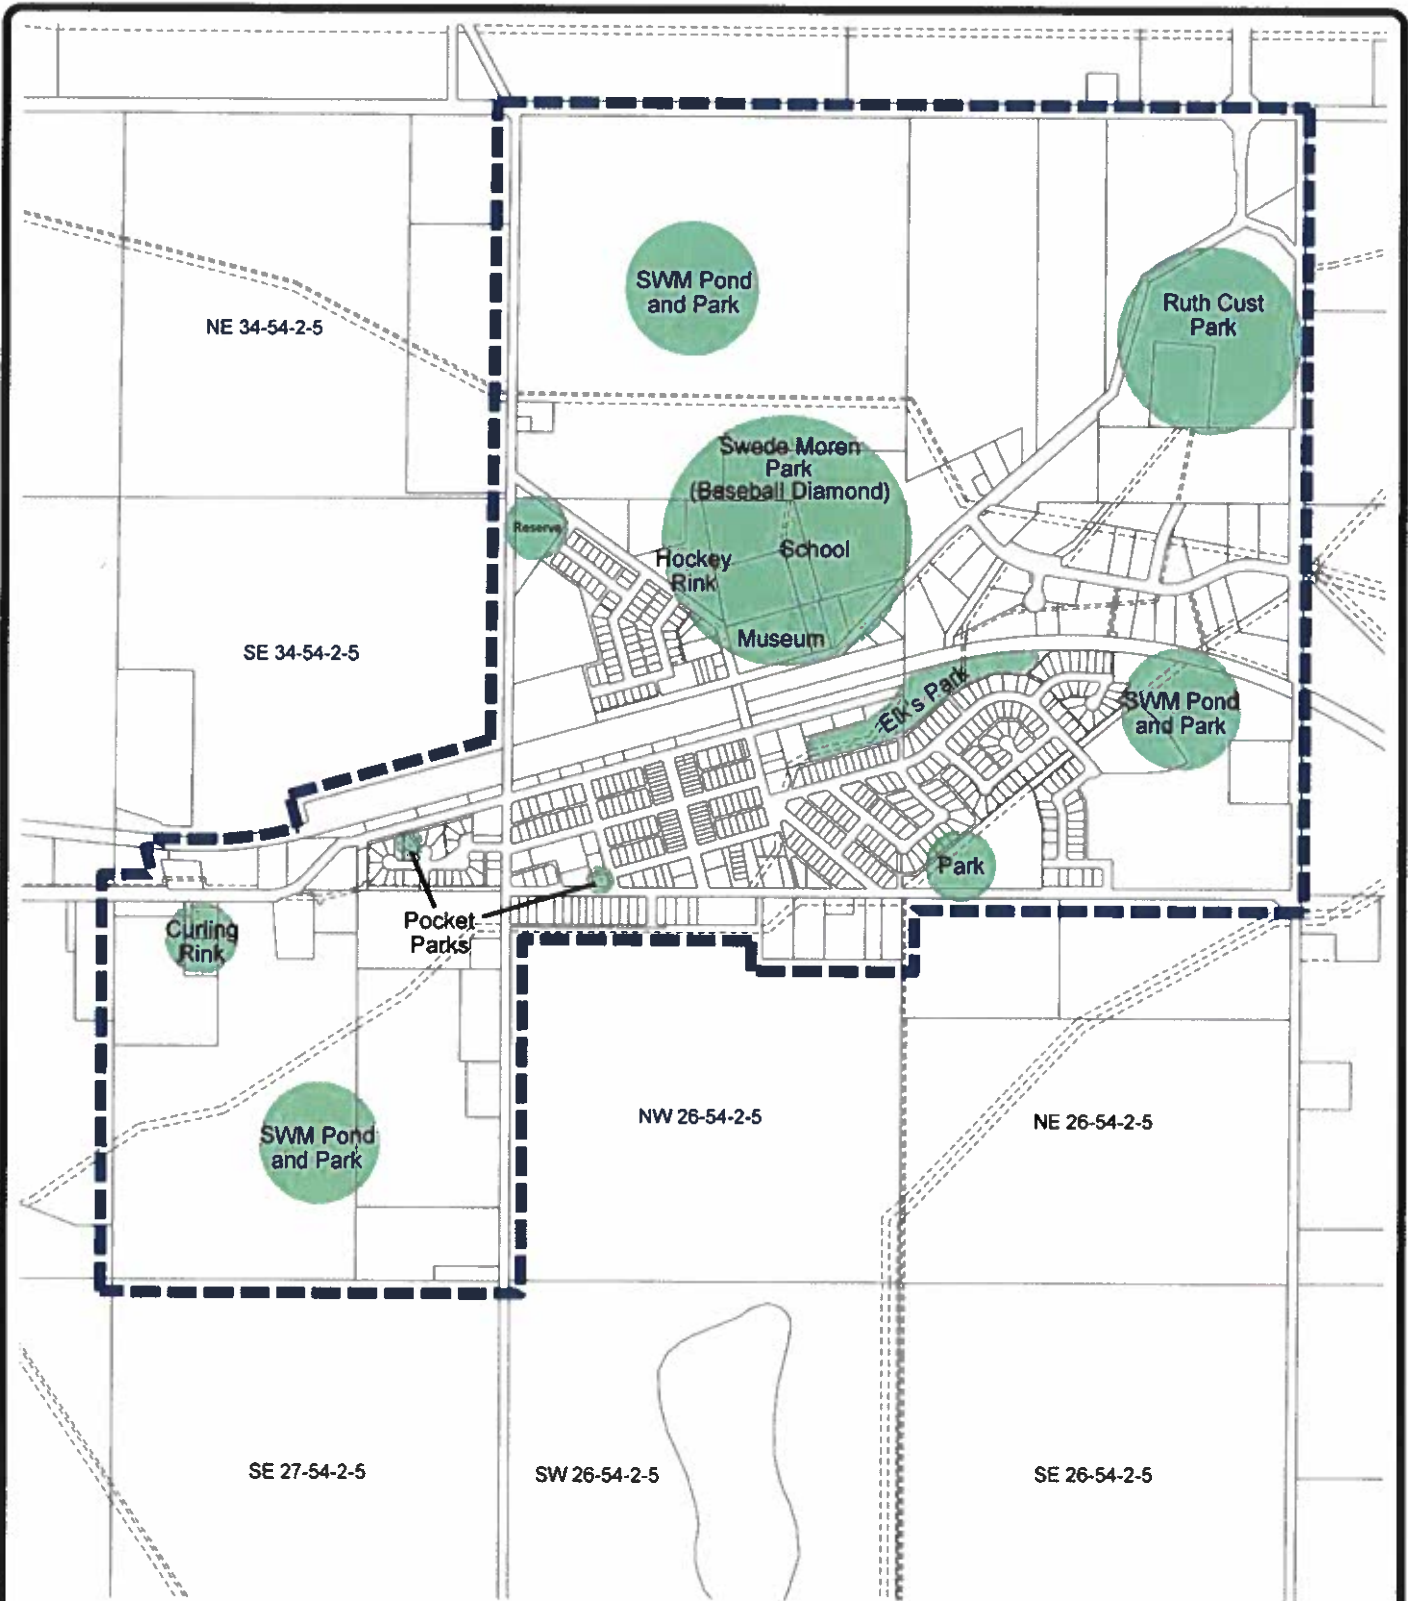 SWM Pond
and Park
Ruth Cust
Park
NE 34-54-2-5
Swede Moren
Park
(Baseball Diamond)
Reserve
School
Hockey
Rink
Museum
SE 34-54-2-5
Elk's Park
SWM Pond
and Park
Park
Pocket
Parks
Curling
Rink
NW 26-54-2-5
NE 26-54-2-5
SWM Pond
and Park
SE 27-54-2-5
SW 26-54-2-5
SE 26-54-2-5